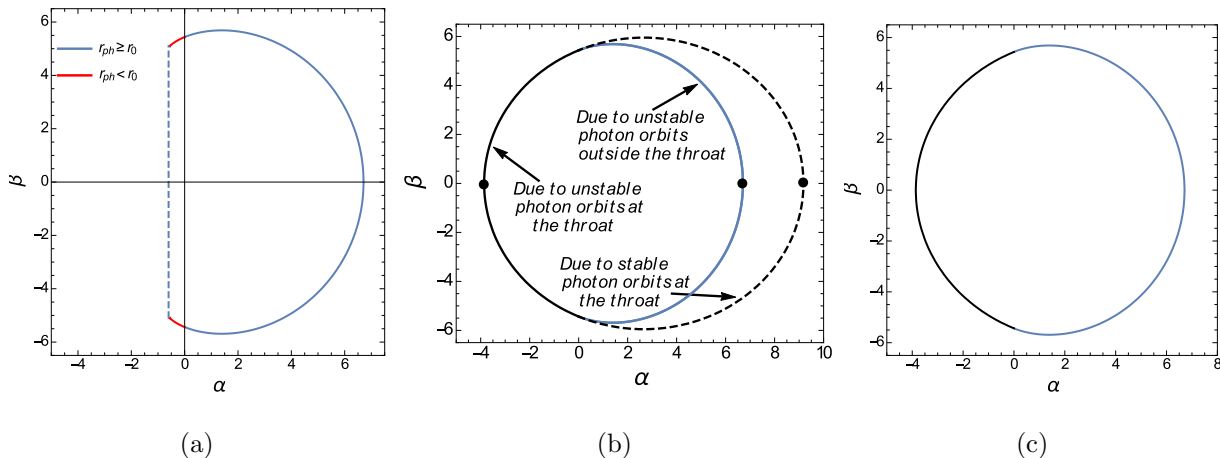 r_ph ≥ r_0
r_ph < r_0
6
4
2
0
−2
−4
−6
β
−4
−2
0
2
4
6
α
(a)
6
4
2
0
−2
−4
−6
β
Due to unstable
photon orbits
outside the throat
Due to unstable
photon orbits at
the throat
Due to stable
photon orbits at
the throat
−4
−2
0
2
4
6
8
10
α
(b)
6
4
2
0
−2
−4
−6
β
−4
−2
0
2
4
6
8
α
(c)